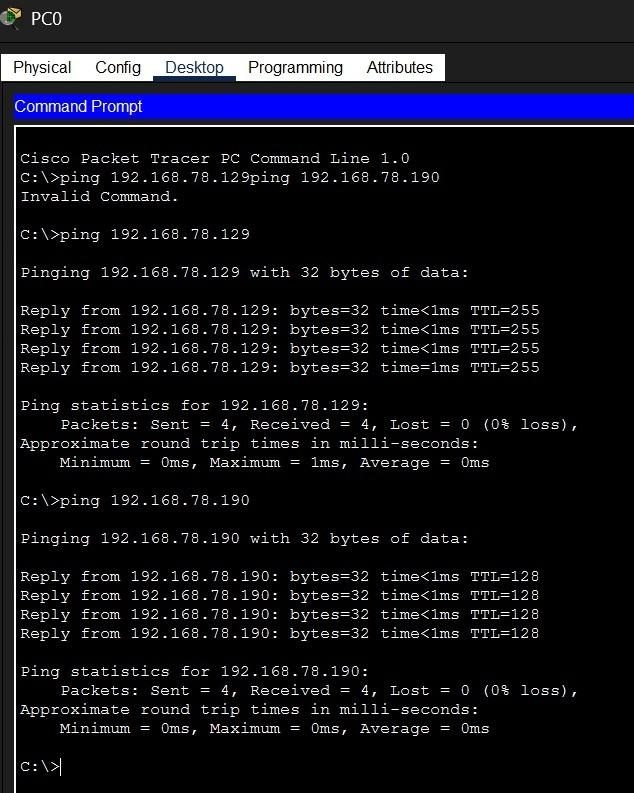 PC0
Physical Config Desktop Programming Attributes
Command Prompt
Cisco Packet Tracer PC Command Line 1.0
C:\>ping 192.168.78.129ping 192.168.78.190
Invalid Command.
C:\>ping 192.168.78.129
Pinging 192.168.78.129 with 32 bytes of data:
Reply from 192.168.78.129: bytes=32 time<1ms TTL=255
Reply from 192.168.78.129: bytes=32 time<1ms TTL=255
Reply from 192.168.78.129: bytes=32 time<1ms TTL=255
Reply from 192.168.78.129: bytes=32 time=1ms TTL=255
Ping statistics for 192.168.78.129:
Packets: Sent = 4, Received = 4, Lost = 0 (0% loss),
Approximate round trip times in milli-seconds:
Minimum = 0ms, Maximum = 1ms, Average = 0ms
C:\>ping 192.168.78.190
Pinging 192.168.78.190 with 32 bytes of data:
Reply from 192.168.78.190: bytes=32 time<1ms TTL=128
Reply from 192.168.78.190: bytes=32 time<1ms TTL=128
Reply from 192.168.78.190: bytes=32 time<1ms TTL=128
Reply from 192.168.78.190: bytes=32 time<1ms TTL=128
Ping statistics for 192.168.78.190:
Packets: Sent = 4, Received = 4, Lost = 0 (0% loss),
Approximate round trip times in milli-seconds:
Minimum = 0ms, Maximum = 0ms, Average = 0ms
C:\>